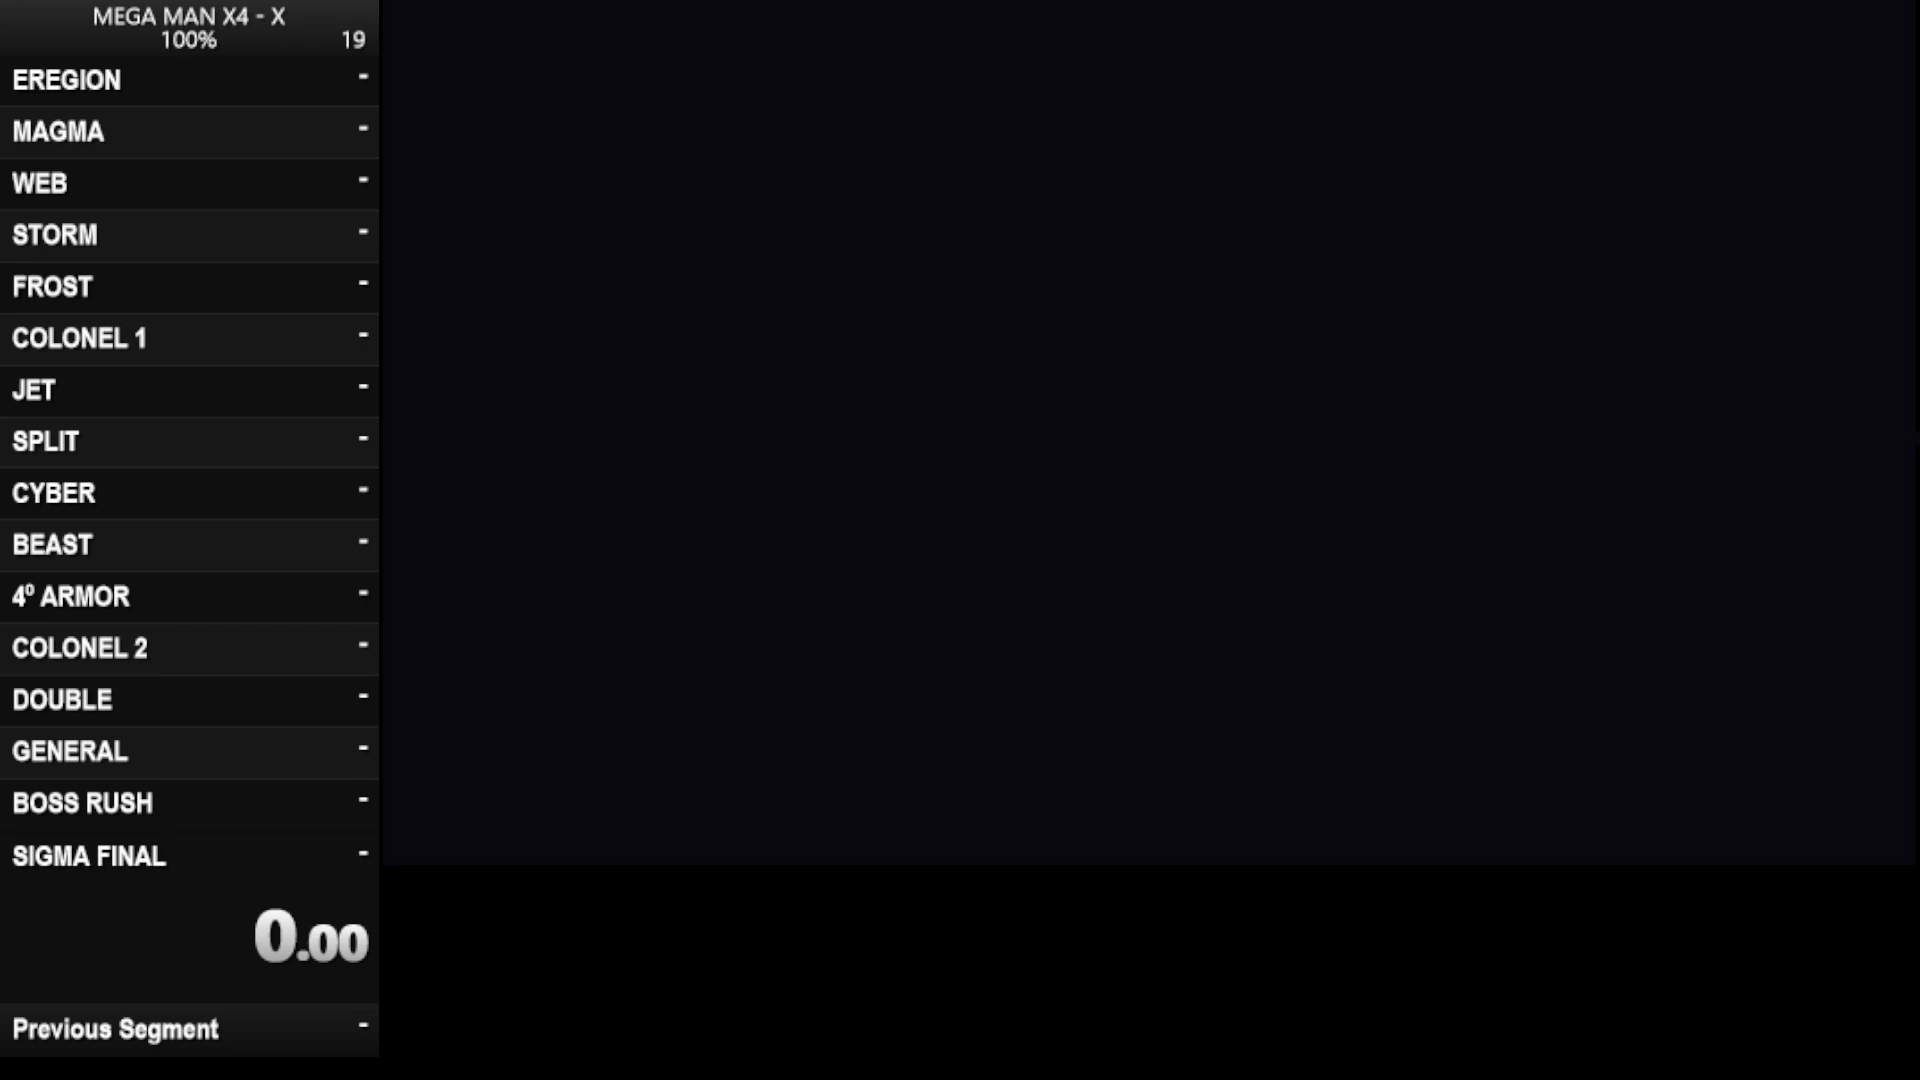 MEGA MAN X4 - X
100% 19
EREGION -
MAGMA -
WEB -
STORM -
FROST -
COLONEL 1 -
JET -
SPLIT -
CYBER -
BEAST -
4º ARMOR -
COLONEL 2 -
DOUBLE -
GENERAL -
BOSS RUSH -
SIGMA FINAL -
0.00
Previous Segment -